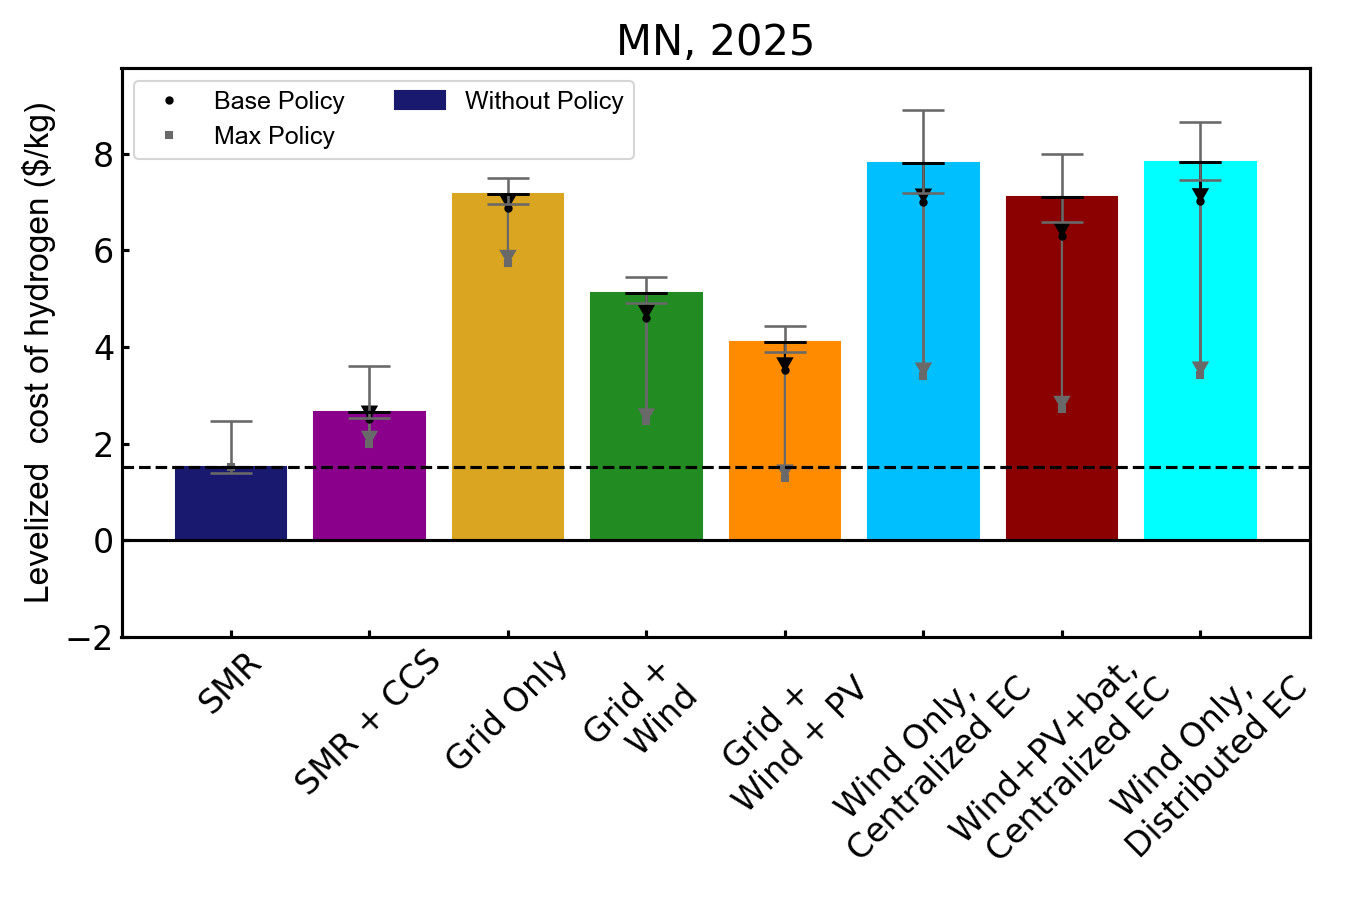 MN, 2025
Base Policy
Max Policy
Without Policy
Levelized cost of hydrogen ($/kg)
8
6
4
2
0
−2
SMR
SMR + CCS
Grid Only
Grid +
Wind
Grid +
Wind + PV
Wind Only,
Centralized EC
Wind+PV+bat,
Centralized EC
Wind Only,
Distributed EC